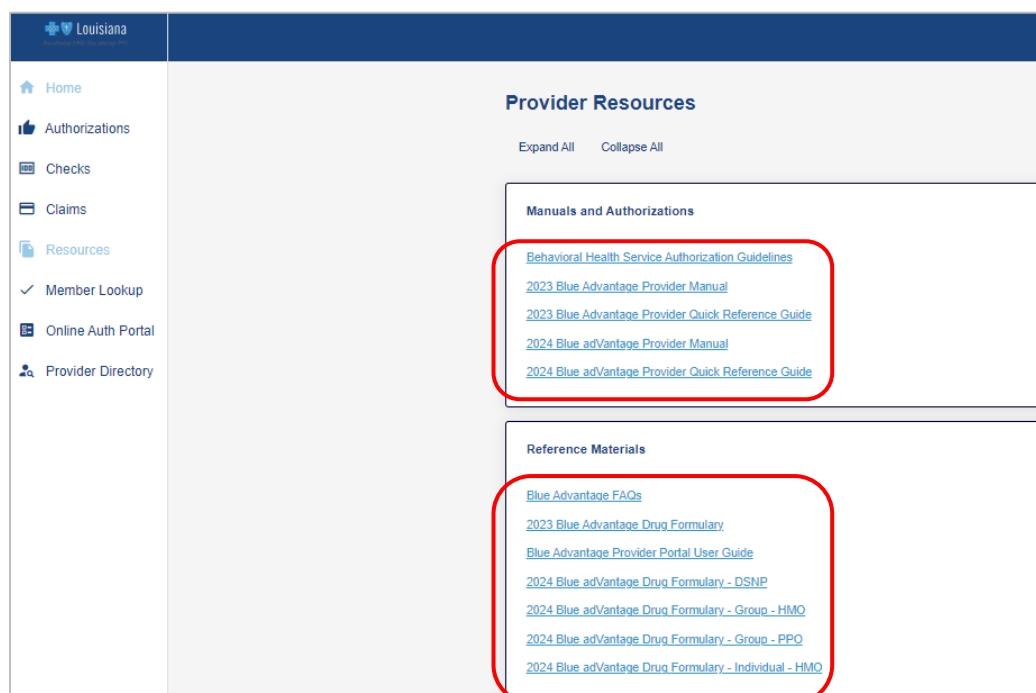 Louisiana
Home
Authorizations
Checks
Claims
Resources
Member Lookup
Online Auth Portal
Provider Directory
Provider Resources
Expand All Collapse All
Manuals and Authorizations
Behavioral Health Service Authorization Guidelines
2023 Blue Advantage Provider Manual
2023 Blue Advantage Provider Quick Reference Guide
2024 Blue adVantage Provider Manual
2024 Blue adVantage Provider Quick Reference Guide
Reference Materials
Blue Advantage FAQs
2023 Blue Advantage Drug Formulary
Blue Advantage Provider Portal User Guide
2024 Blue adVantage Drug Formulary - DSNP
2024 Blue adVantage Drug Formulary - Group - HMO
2024 Blue adVantage Drug Formulary - Group - PPO
2024 Blue adVantage Drug Formulary - Individual - HMO